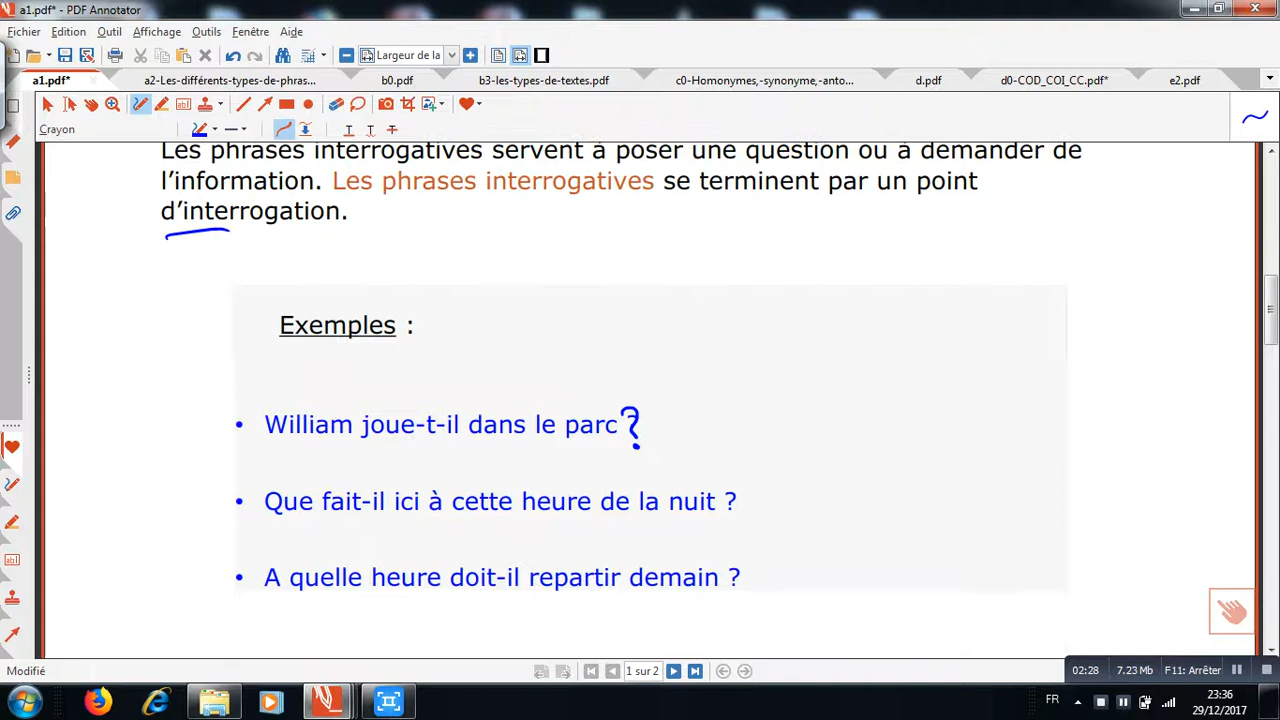 a1.pdf* - PDF Annotator
Fichier Edition Outil Affichage Outils Fenêtre Aide
Largeur de la
a1.pdf* a2-Les-différents-types-de-phras... b0.pdf b3-les-types-de-textes.pdf c0-Homonymes,-synonyme,-anto... d.pdf d0-COD_COI_CC.pdf* e2.pdf
Crayon
Les phrases interrogatives servent à poser une question ou à demander de
l’information. Les phrases interrogatives se terminent par un point
d’interrogation.
Exemples :
• William joue-t-il dans le parc ?
• Que fait-il ici à cette heure de la nuit ?
• A quelle heure doit-il repartir demain ?
Modifié
1 sur 2
02:28 7.23 Mb F11: Arrêter
FR
23:36
29/12/2017